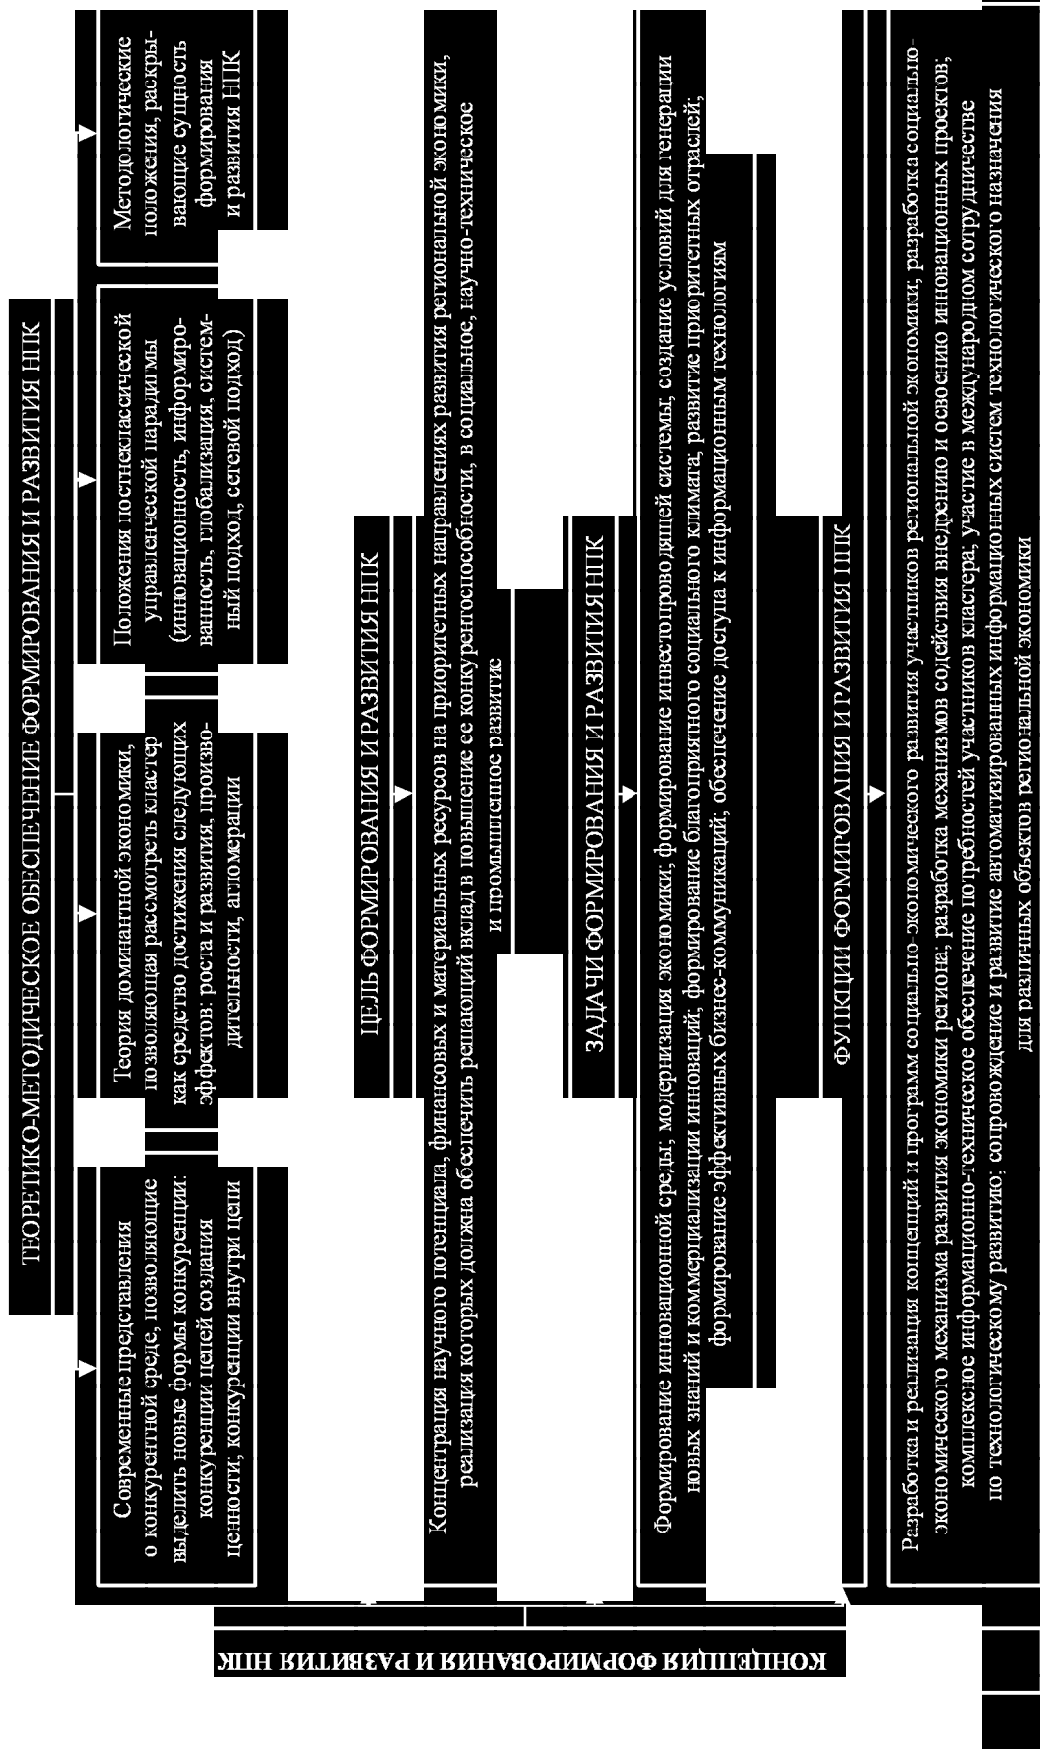 КОНЦЕПЦИЯ ФОРМИРОВАНИЯ И РАЗВИТИЯ НПК
ТЕОРЕТИКО-МЕТОДИЧЕСКОЕ ОБЕСПЕЧЕНИЕ ФОРМИРОВАНИЯ И РАЗВИТИЯ НПК
Современные представления
о конкурентной среде, позволяющие
выделить новые формы конкуренции:
конкуренции цепей создания
ценности; конкуренции внутри цепи
Теория доминантной экономики,
позволяющая рассмотреть кластер
как средство достижения следующих
эффектов: роста и развития, произво-
дительности, агломерации
Положения постнеклассической
управленческой парадигмы
(инновационность, информиро-
ванность, глобализация, систем-
ный подход, сетевой подход)
Методологические
положения, раскры-
вающие сущность
формирования
и развития НПК
ЦЕЛЬ ФОРМИРОВАНИЯ И РАЗВИТИЯ НПК
Концентрация научного потенциала, финансовых и материальных ресурсов на приоритетных направлениях развития региональной экономики,
реализация которых должна обеспечить решающий вклад в повышение ее конкурентоспособности, в социальное, научно-техническое
и промышленное развитие
ЗАДАЧИ ФОРМИРОВАНИЯ И РАЗВИТИЯ НПК
Формирование инновационной среды; модернизация экономики; формирование инвестопроводящей системы; создание условий для генерации
новых знаний и коммерциализации инноваций; формирование благоприятного социального климата; развитие приоритетных отраслей;
формирование эффективных бизнес-коммуникаций; обеспечение доступа к информационным технологиям
ФУНКЦИИ ФОРМИРОВАНИЯ И РАЗВИТИЯ НПК
Разработка и реализация концепций и программ социально-экономического развития участников региональной экономики; разработка социально-
экономического механизма развития экономики региона; разработка механизмов содействия внедрению и освоению инновационных проектов;
комплексное информационно-техническое обеспечение потребностей участников кластера; участие в международном сотрудничестве
по технологическому развитию; сопровождение и развитие автоматизированных информационных систем технологического назначения
для различных объектов региональной экономики